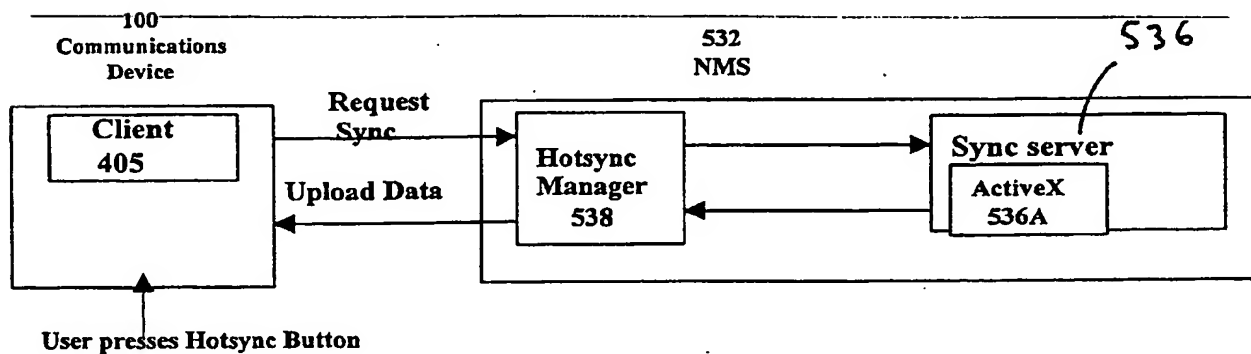 100
Communications
Device
532
NMS
536
Request
Sync
Client
405
Hotsync
Manager
538
Sync server
ActiveX
536A
Upload Data
User presses Hotsync Button